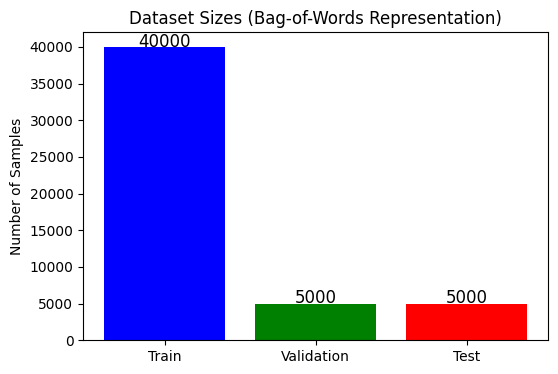 Dataset Sizes (Bag-of-Words Representation)
Number of Samples
40000
35000
30000
25000
20000
15000
10000
5000
0
40000
5000
5000
Train
Validation
Test